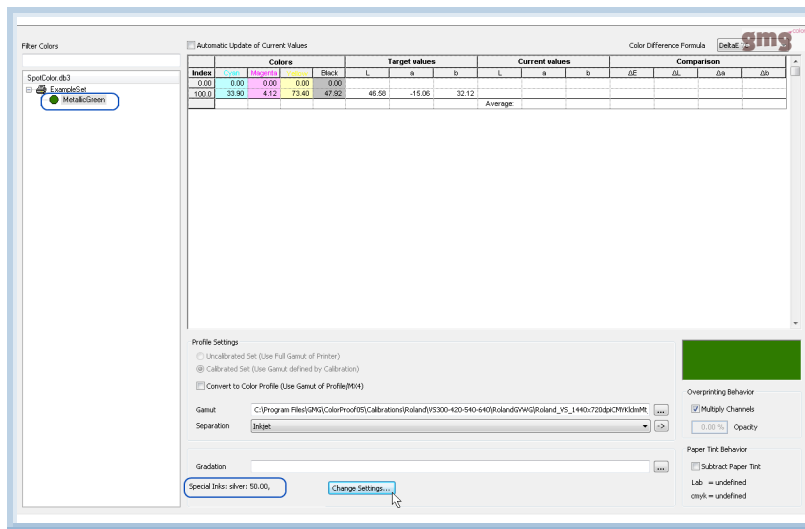 gmg color
Filter Colors
Automatic Update of Current Values
Color Difference Formula DeltaE
SpotColor.db3
ExampleSet
MetallicGreen
Colors Target values Current values Comparison
Index Cyan Magenta Yellow Black L a b L a b ΔE ΔL Δa Δb
0.00 0.00 0.00 0.00 0.00
100.0 33.90 4.12 73.40 47.92 46.58 -15.06 32.12
Average:
Profile Settings
Uncalibrated Set (Use Full Gamut of Printer)
Calibrated Set (Use Gamut defined by Calibration)
Convert to Color Profile (Use Gamut of Profile/MX4)
Gamut C:\Program Files\GMG\ColorProof05\Calibrations\Roland\VS300-420-540-640\RolandGVWG\Roland_VS_1440x720dpiCMYKldmMt_ ...
Separation Inkjet ->
Overprinting Behavior
Multiply Channels
0.00 % Opacity
Paper Tint Behavior
Subtract Paper Tint
Lab = undefined
cmyk = undefined
Gradation ...
Special Inks: silver: 50.00,
Change Settings...